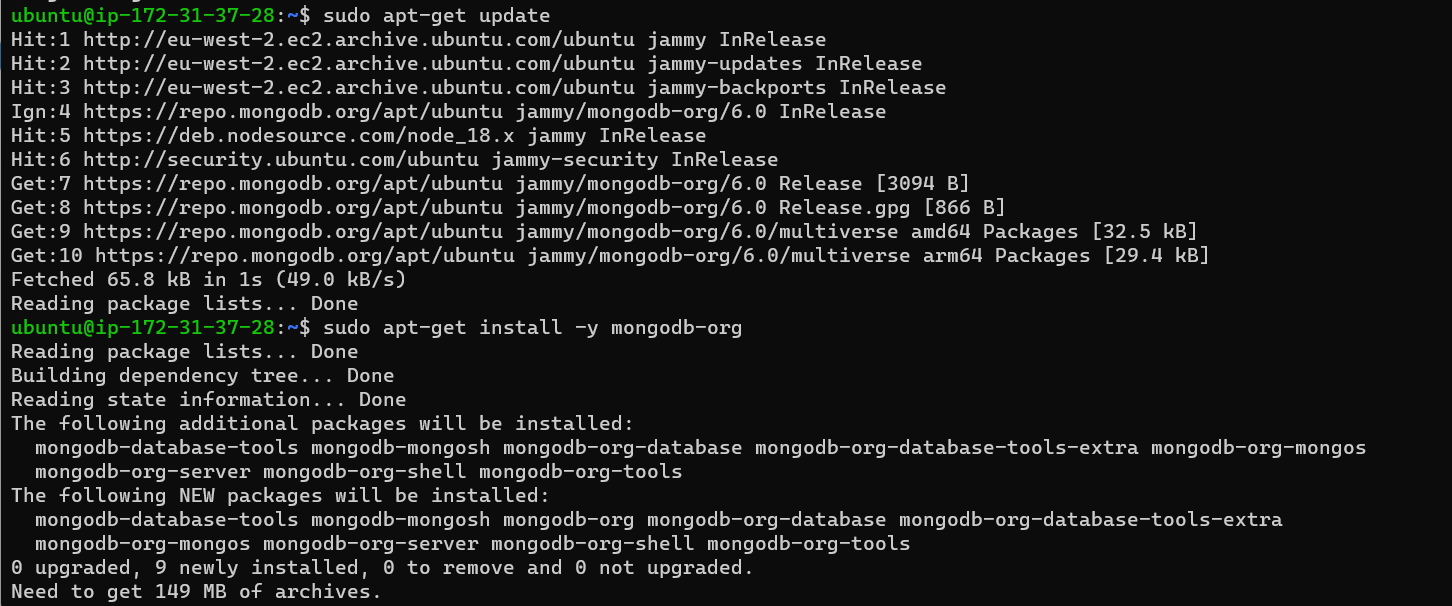 ubuntu@ip-172-31-37-28:~$ sudo apt-get update
Hit:1 http://eu-west-2.ec2.archive.ubuntu.com/ubuntu jammy InRelease
Hit:2 http://eu-west-2.ec2.archive.ubuntu.com/ubuntu jammy-updates InRelease
Hit:3 http://eu-west-2.ec2.archive.ubuntu.com/ubuntu jammy-backports InRelease
Ign:4 https://repo.mongodb.org/apt/ubuntu jammy/mongodb-org/6.0 InRelease
Hit:5 https://deb.nodesource.com/node_18.x jammy InRelease
Hit:6 http://security.ubuntu.com/ubuntu jammy-security InRelease
Get:7 https://repo.mongodb.org/apt/ubuntu jammy/mongodb-org/6.0 Release [3094 B]
Get:8 https://repo.mongodb.org/apt/ubuntu jammy/mongodb-org/6.0 Release.gpg [866 B]
Get:9 https://repo.mongodb.org/apt/ubuntu jammy/mongodb-org/6.0/multiverse amd64 Packages [32.5 kB]
Get:10 https://repo.mongodb.org/apt/ubuntu jammy/mongodb-org/6.0/multiverse arm64 Packages [29.4 kB]
Fetched 65.8 kB in 1s (49.0 kB/s)
Reading package lists... Done
ubuntu@ip-172-31-37-28:~$ sudo apt-get install -y mongodb-org
Reading package lists... Done
Building dependency tree... Done
Reading state information... Done
The following additional packages will be installed:
  mongodb-database-tools mongodb-mongosh mongodb-org-database mongodb-org-database-tools-extra mongodb-org-mongos
  mongodb-org-server mongodb-org-shell mongodb-org-tools
The following NEW packages will be installed:
  mongodb-database-tools mongodb-mongosh mongodb-org mongodb-org-database mongodb-org-database-tools-extra
  mongodb-org-mongos mongodb-org-server mongodb-org-shell mongodb-org-tools
0 upgraded, 9 newly installed, 0 to remove and 0 not upgraded.
Need to get 149 MB of archives.